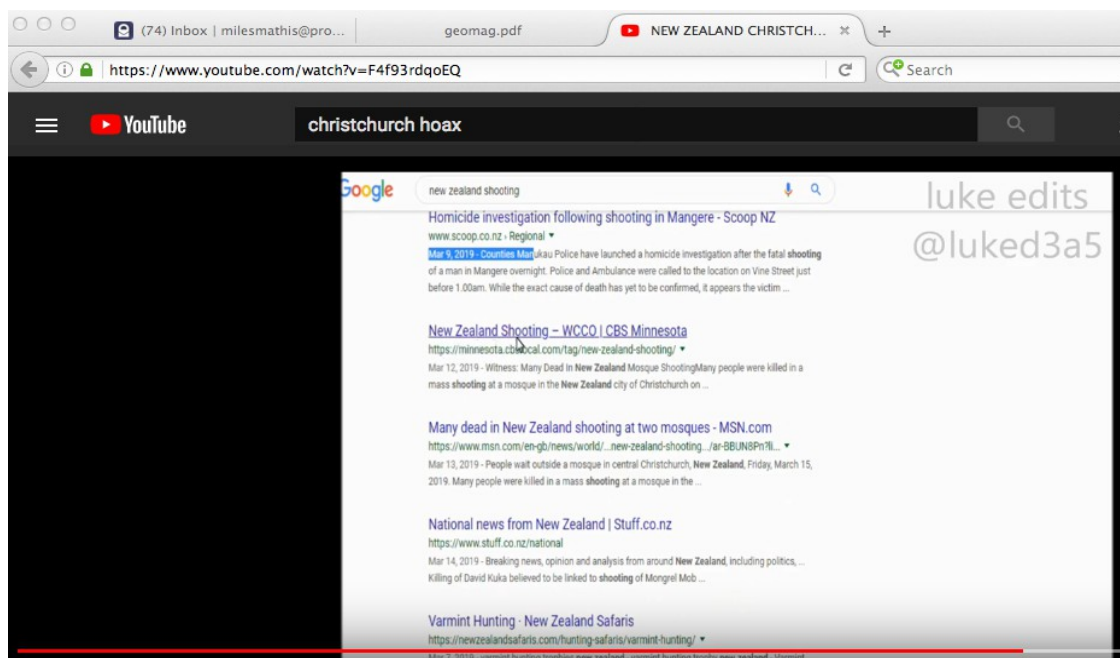 (74) Inbox | milesmathis@pro...
geomag.pdf
NEW ZEALAND CHRISTCH...
https://www.youtube.com/watch?v=F4f93rdqoEQ
Search
YouTube
christchurch hoax
Google
new zealand shooting
luke edits
@luked3a5
Homicide investigation following shooting in Mangere - Scoop NZ
www.scoop.co.nz › Regional
Mar 9, 2019 - Counties Manukau Police have launched a homicide investigation after the fatal shooting
of a man in Mangere overnight. Police and Ambulance were called to the location on Vine Street just
before 1.00am. While the exact cause of death has yet to be confirmed, it appears the victim ...
New Zealand Shooting – WCCO | CBS Minnesota
https://minnesota.cbslocal.com/tag/new-zealand-shooting/
Mar 12, 2019 - Witness: Many Dead In New Zealand Mosque ShootingMany people were killed in a
mass shooting at a mosque in the New Zealand city of Christchurch on ...
Many dead in New Zealand shooting at two mosques - MSN.com
https://www.msn.com/en-gb/news/world/...new-zealand-shooting.../ar-BBUN8Pn?li...
Mar 13, 2019 - People wait outside a mosque in central Christchurch, New Zealand, Friday, March 15,
2019. Many people were killed in a mass shooting at a mosque in the ...
National news from New Zealand | Stuff.co.nz
https://www.stuff.co.nz/national
Mar 14, 2019 - Breaking news, opinion and analysis from around New Zealand, including politics, ...
Killing of David Kuka believed to be linked to shooting of Mongrel Mob ...
Varmint Hunting · New Zealand Safaris
https://newzealandsafaris.com/hunting-safaris/varmint-hunting/